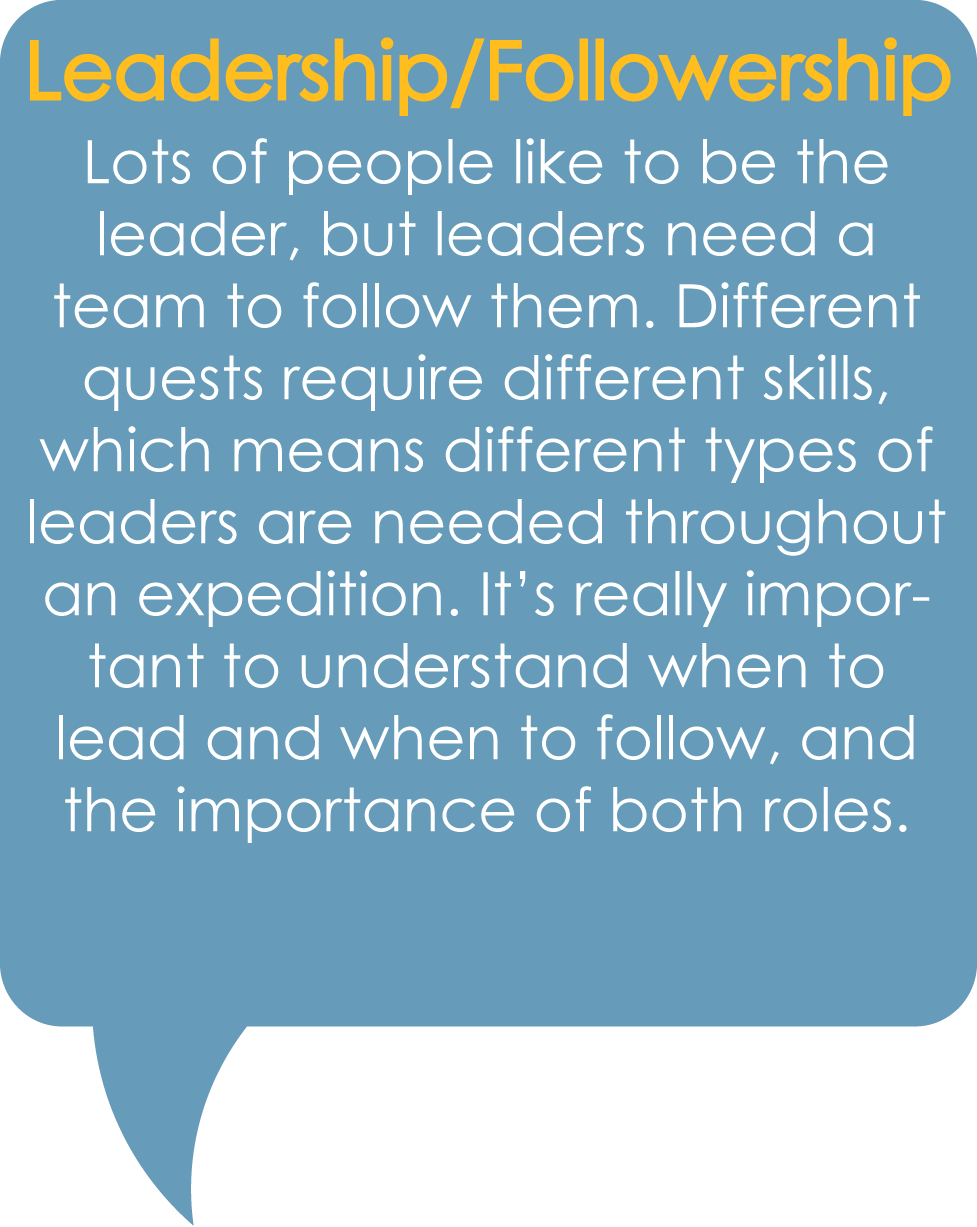 Leadership/Followership
Lots of people like to be the
leader, but leaders need a
team to follow them. Different
quests require different skills,
which means different types of
leaders are needed throughout
an expedition. It’s really impor-
tant to understand when to
lead and when to follow, and
the importance of both roles.